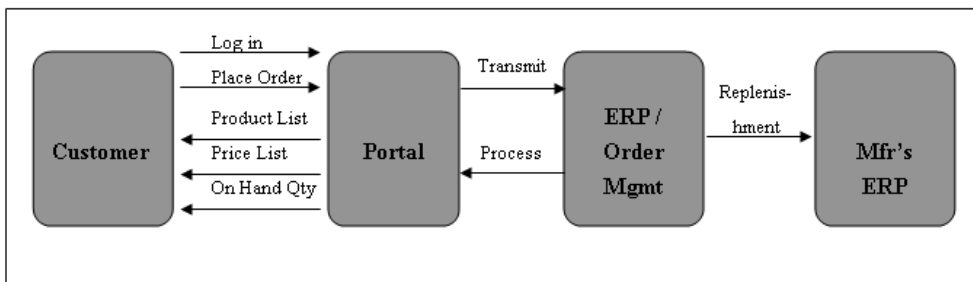 Log in
Place Order
Product List
Price List
On Hand Qty
Customer
Portal
Transmit
Process
ERP /
Order
Mgmt
Replenis-
hment
Mfr's
ERP